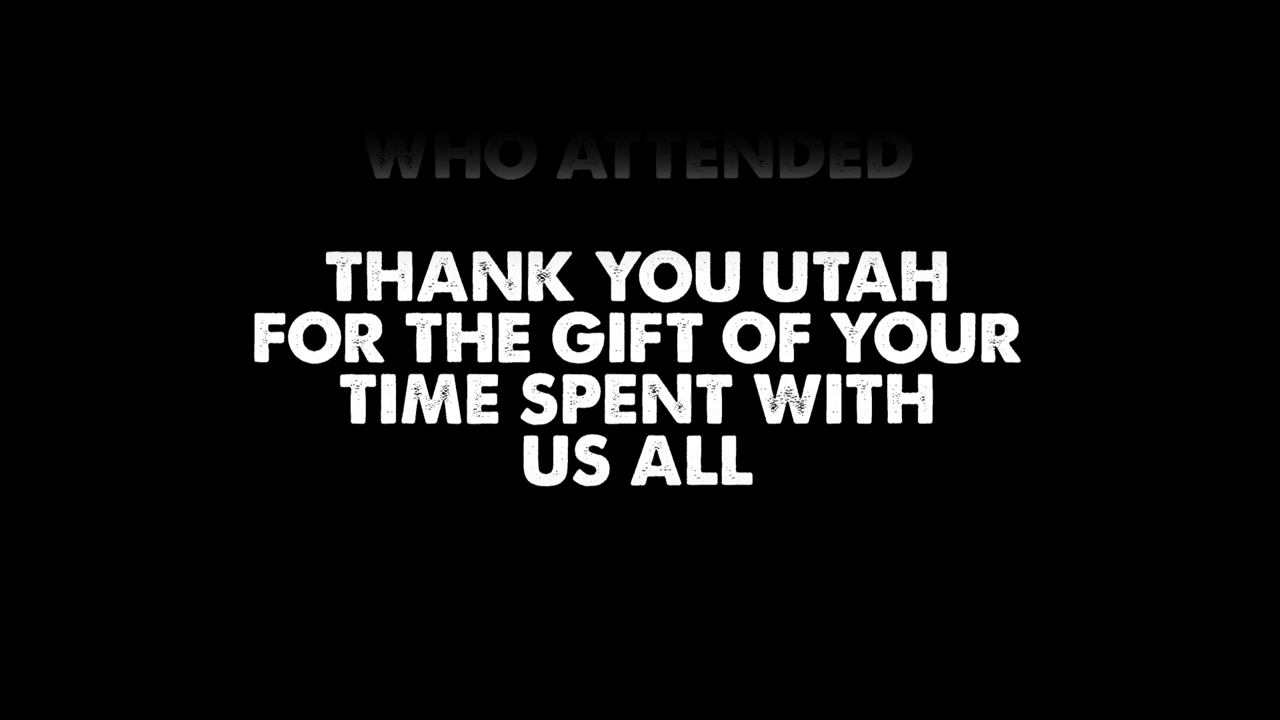 WHO ATTENDED
THANK YOU UTAH
FOR THE GIFT OF YOUR
TIME SPENT WITH
US ALL